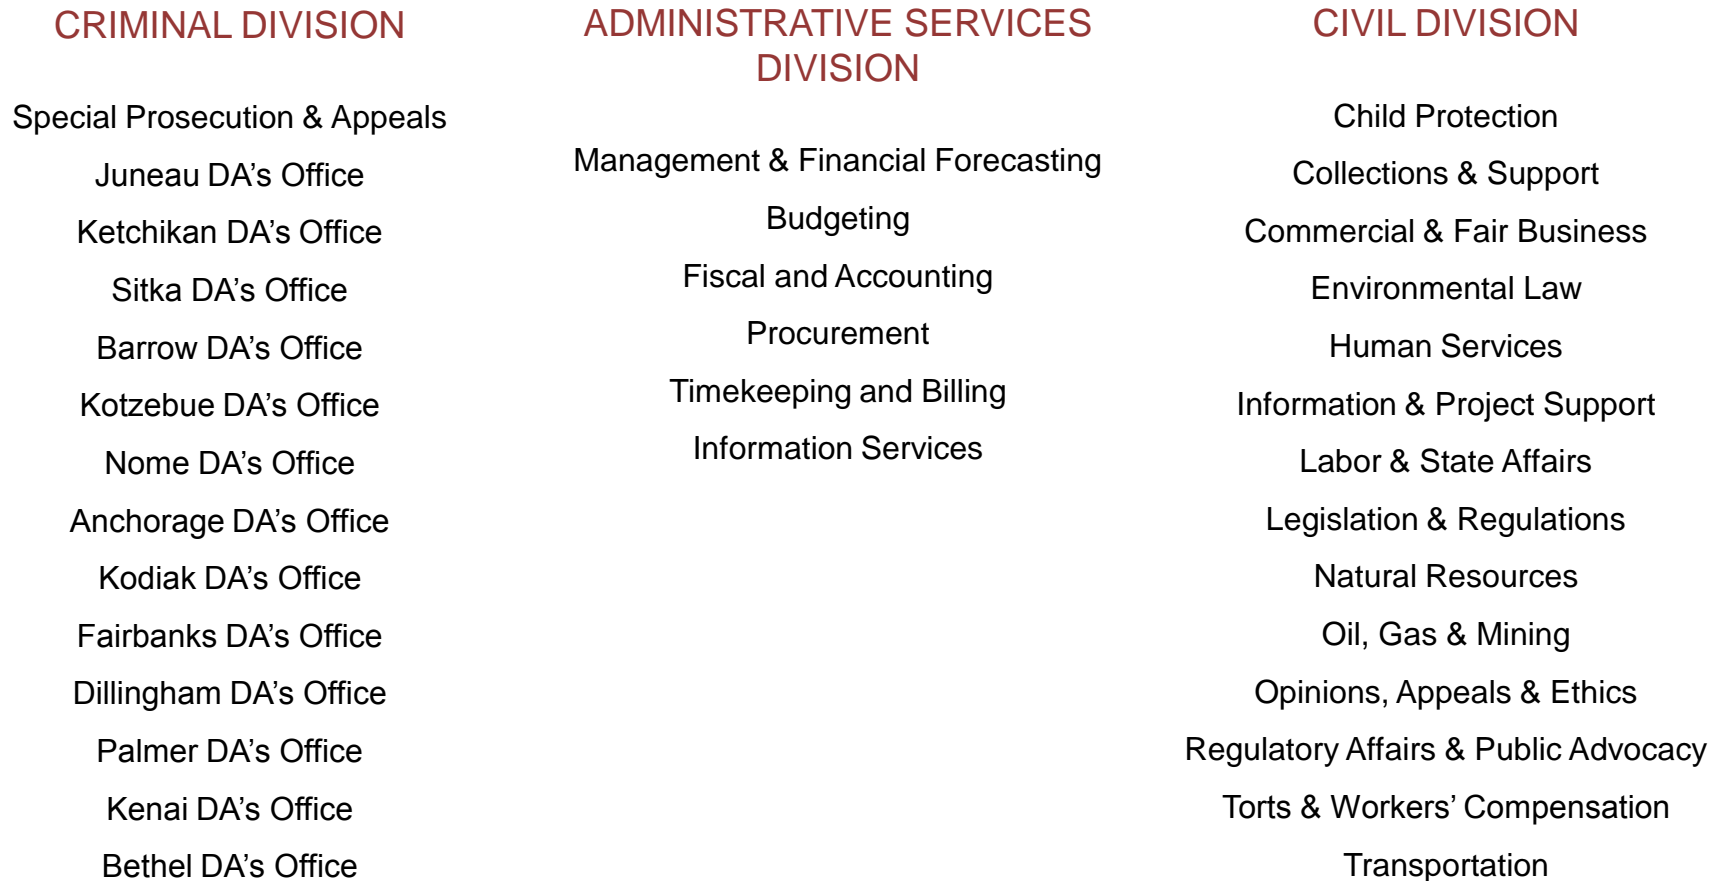 CRIMINAL DIVISION
Special Prosecution & Appeals
Juneau DA’s Office
Ketchikan DA’s Office
Sitka DA’s Office
Barrow DA’s Office
Kotzebue DA’s Office
Nome DA’s Office
Anchorage DA’s Office
Kodiak DA’s Office
Fairbanks DA’s Office
Dillingham DA’s Office
Palmer DA’s Office
Kenai DA’s Office
Bethel DA’s Office
ADMINISTRATIVE SERVICES
DIVISION
Management & Financial Forecasting
Budgeting
Fiscal and Accounting
Procurement
Timekeeping and Billing
Information Services
CIVIL DIVISION
Child Protection
Collections & Support
Commercial & Fair Business
Environmental Law
Human Services
Information & Project Support
Labor & State Affairs
Legislation & Regulations
Natural Resources
Oil, Gas & Mining
Opinions, Appeals & Ethics
Regulatory Affairs & Public Advocacy
Torts & Workers’ Compensation
Transportation